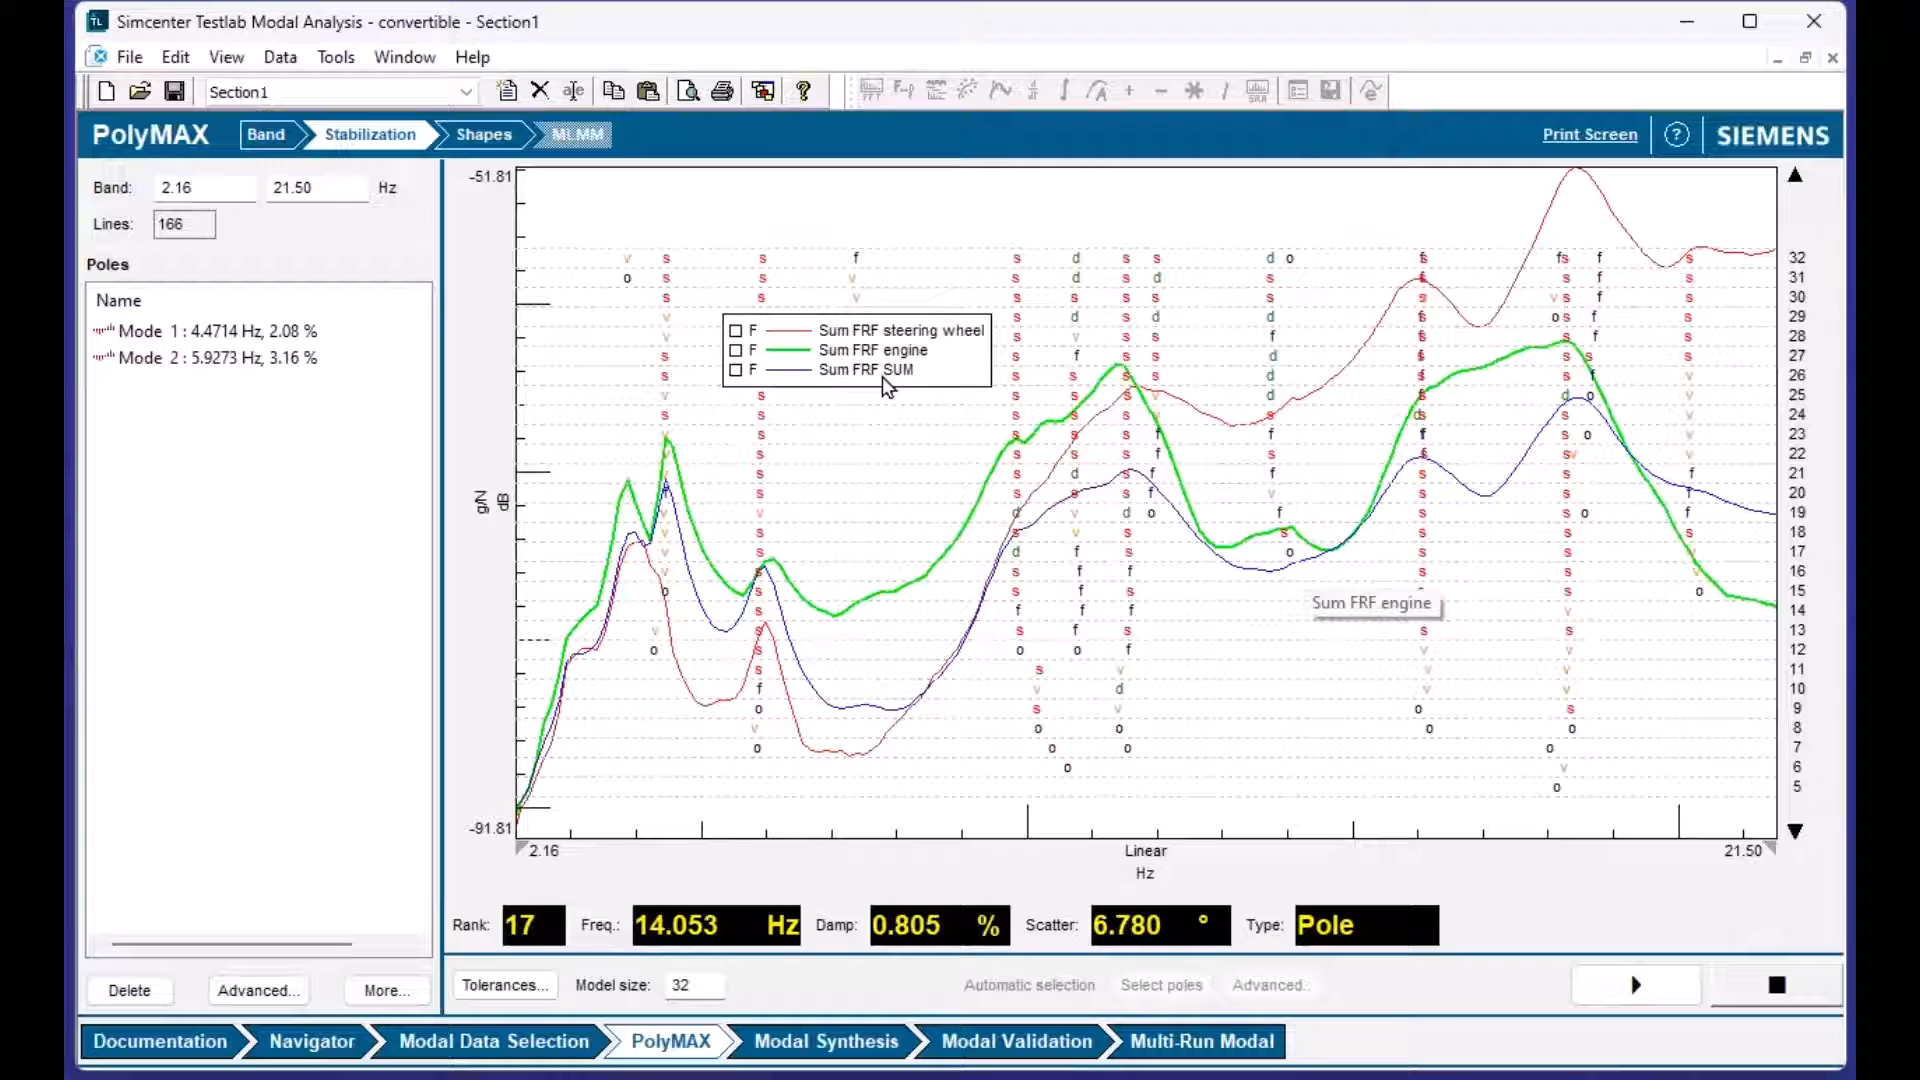 Simcenter Testlab Modal Analysis - convertible - Section1
File Edit View Data Tools Window Help
Section1
PolyMAX Band Stabilization Shapes MLMM Print Screen ? SIEMENS
Band: 2.16 21.50 Hz
Lines: 166
Poles
Name
Mode 1 : 4.4714 Hz, 2.08 %
Mode 2 : 5.9273 Hz, 3.16 %
Delete Advanced... More...
-51.81
g/N
dB
-91.81
F Sum FRF steering wheel
F Sum FRF engine
F Sum FRF SUM
Sum FRF engine
32
31
30
29
28
27
26
25
24
23
22
21
20
19
18
17
16
15
14
13
12
11
10
9
8
7
6
5
2.16 Linear 21.50
Hz
Rank: 17 Freq.: 14.053 Hz Damp: 0.805 % Scatter: 6.780 ° Type: Pole
Tolerances... Model size: 32 Automatic selection Select poles Advanced..
Documentation Navigator Modal Data Selection PolyMAX Modal Synthesis Modal Validation Multi-Run Modal